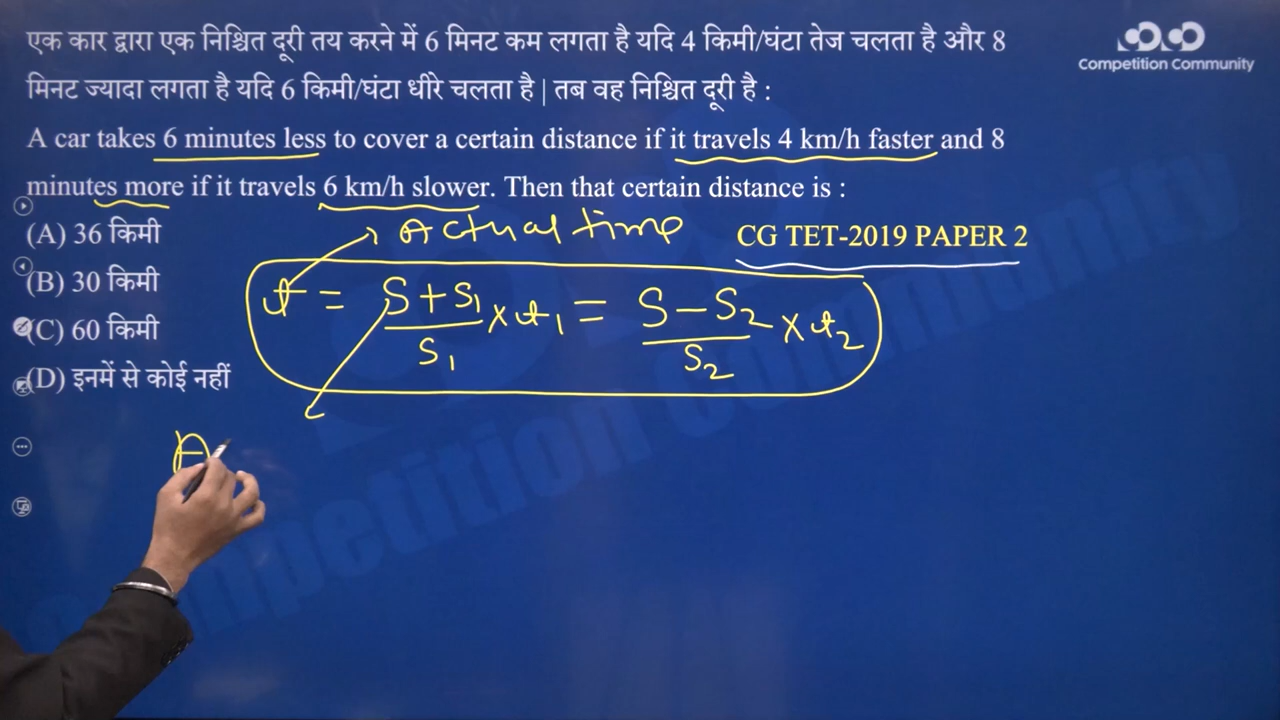 एक कार द्वारा एक निश्चित दूरी तय करने में 6 मिनट कम लगता है यदि 4 किमी/घंटा तेज चलता है और 8
मिनट ज्यादा लगता है यदि 6 किमी/घंटा धीरे चलता है | तब वह निश्चित दूरी है :
Competition Community
A car takes 6 minutes less to cover a certain distance if it travels 4 km/h faster and 8
minutes more if it travels 6 km/h slower. Then that certain distance is :
(A) 36 किमी
Actual time
CG TET-2019 PAPER 2
(B) 30 किमी
t = S+S1/S1 × t1 = S-S2/S2 × t2
(C) 60 किमी
(D) इनमें से कोई नहीं
A
Competition Community